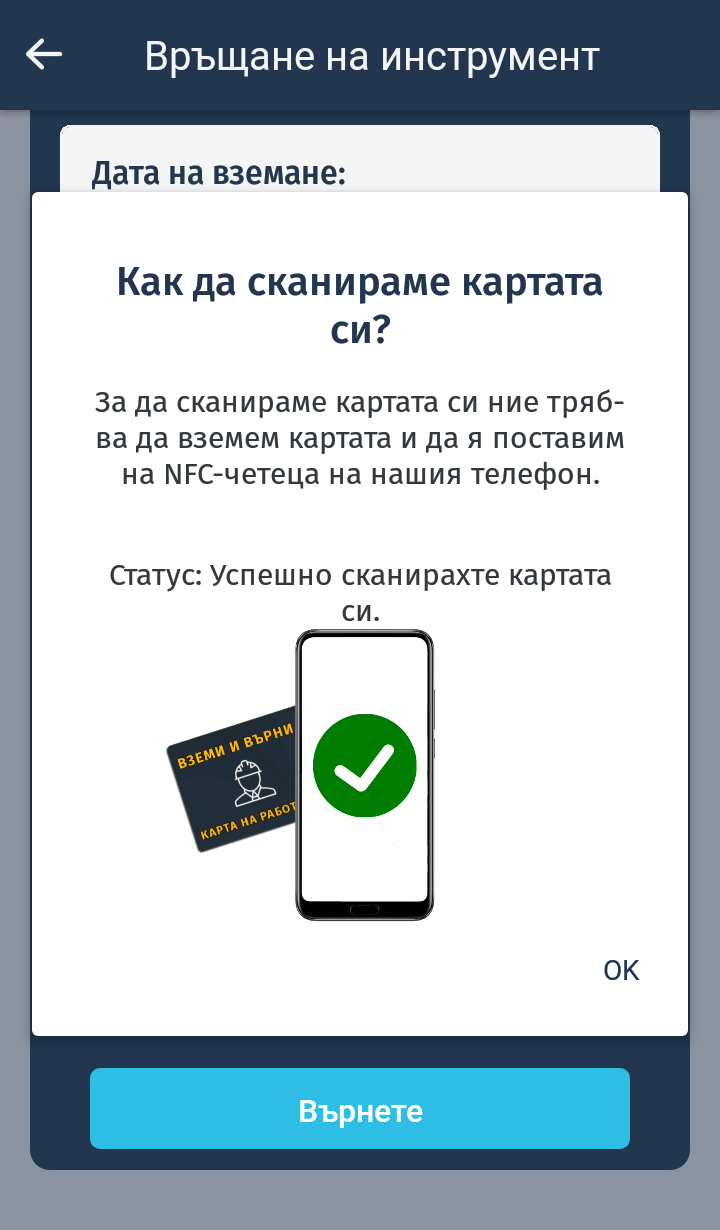 Връщане на инструмент
Дата на вземане:
Как да сканираме картата
си?
За да сканираме картата си ние тряб-
ва да вземем картата и да я поставим
на NFC-четеца на нашия телефон.
Статус: Успешно сканирахте картата
си.
ВЗЕМИ И ВЪРНИ
КАРТА НА РАБОТ
OK
Върнете